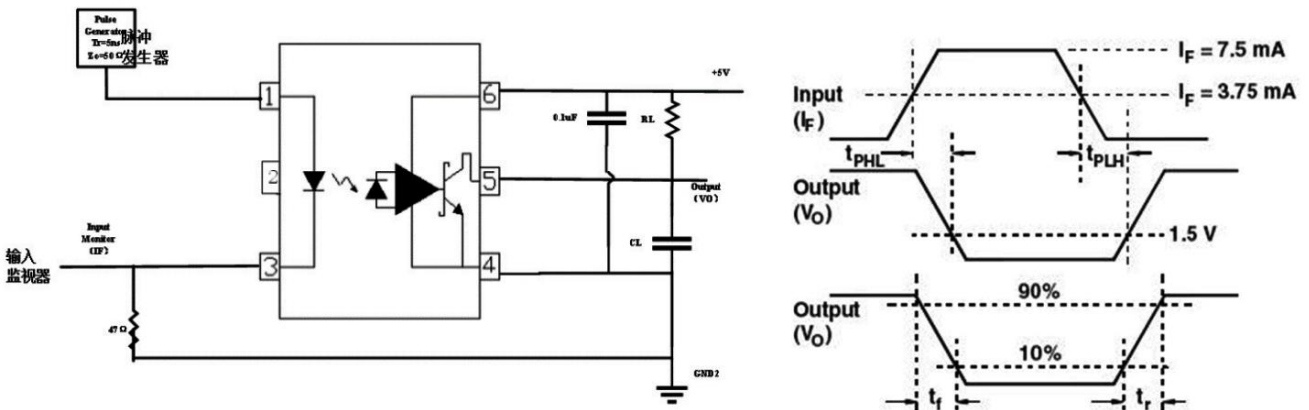 Pulse
Generator
Tr=5ns
Zo=50Ω
脉冲
发生器
1
2
3
6
5
4
+5V
0.1uF
RL
Output
(VO)
CL
Input
Monitor
(IF)
输入
监视器
47Ω
GND2
Input
(IF)
IF = 7.5 mA
IF = 3.75 mA
tPHL
tPLH
Output
(VO)
1.5 V
Output
(VO)
90%
10%
tf
tr